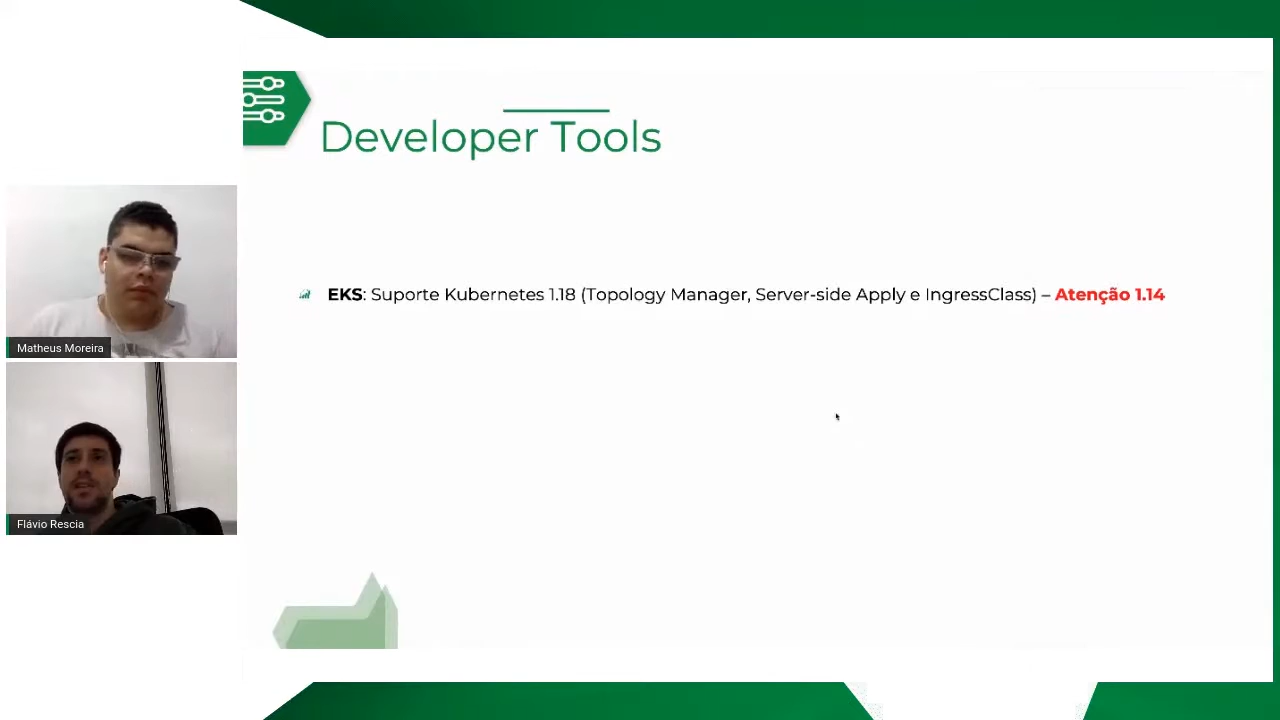 Developer Tools
EKS: Suporte Kubernetes 1.18 (Topology Manager, Server-side Apply e IngressClass) – Atenção 1.14
Matheus Moreira
Flávio Rescia